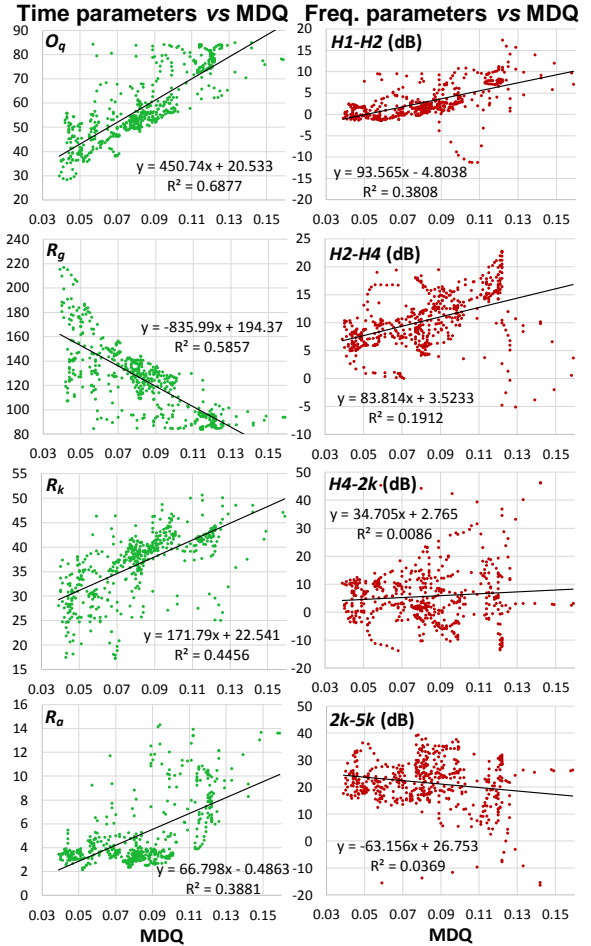 Time parameters vs MDQ
Freq. parameters vs MDQ
Oq
90
80
70
60
50
40
30
20
y = 450.74x + 20.533
R² = 0.6877
0.03 0.05 0.07 0.09 0.11 0.13 0.15
H1-H2 (dB)
20
15
10
5
0
-5
-10
-15
-20
y = 93.565x - 4.8038
R² = 0.3808
0.03 0.05 0.07 0.09 0.11 0.13 0.15
Rg
240
220
200
180
160
140
120
100
80
y = -835.99x + 194.37
R² = 0.5857
0.03 0.05 0.07 0.09 0.11 0.13 0.15
H2-H4 (dB)
25
20
15
10
5
0
-5
-10
y = 83.814x + 3.5233
R² = 0.1912
0.03 0.05 0.07 0.09 0.11 0.13 0.15
Rk
55
50
45
40
35
30
25
20
15
y = 171.79x + 22.541
R² = 0.4456
0.03 0.05 0.07 0.09 0.11 0.13 0.15
H4-2k (dB)
50
40
30
20
10
0
-10
-20
y = 34.705x + 2.765
R² = 0.0086
0.03 0.05 0.07 0.09 0.11 0.13 0.15
Ra
16
14
12
10
8
6
4
2
0
y = 66.798x - 0.4863
R² = 0.3881
0.03 0.05 0.07 0.09 0.11 0.13 0.15
MDQ
2k-5k (dB)
50
40
30
20
10
0
-10
-20
y = -63.156x + 26.753
R² = 0.0369
0.03 0.05 0.07 0.09 0.11 0.13 0.15
MDQ